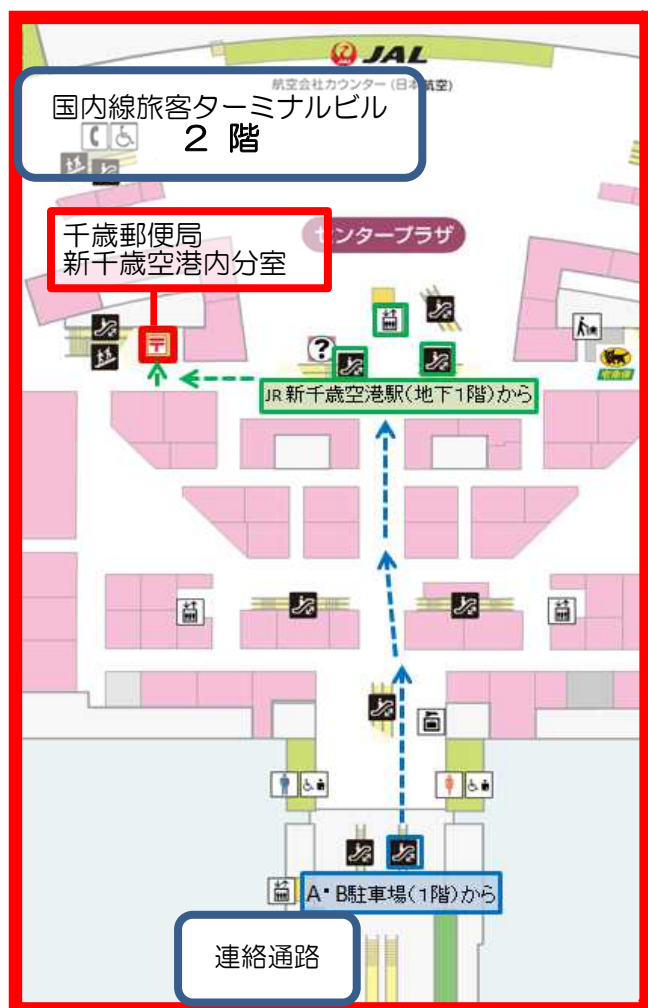 JAL
航空会社カウンター (日本航空)
国内線旅客ターミナルビル
２ 階
千歳郵便局
新千歳空港内分室
センタープラザ
〒
?
宅急便
JR 新千歳空港駅(地下1階)から
A・B駐車場(1階)から
連絡通路